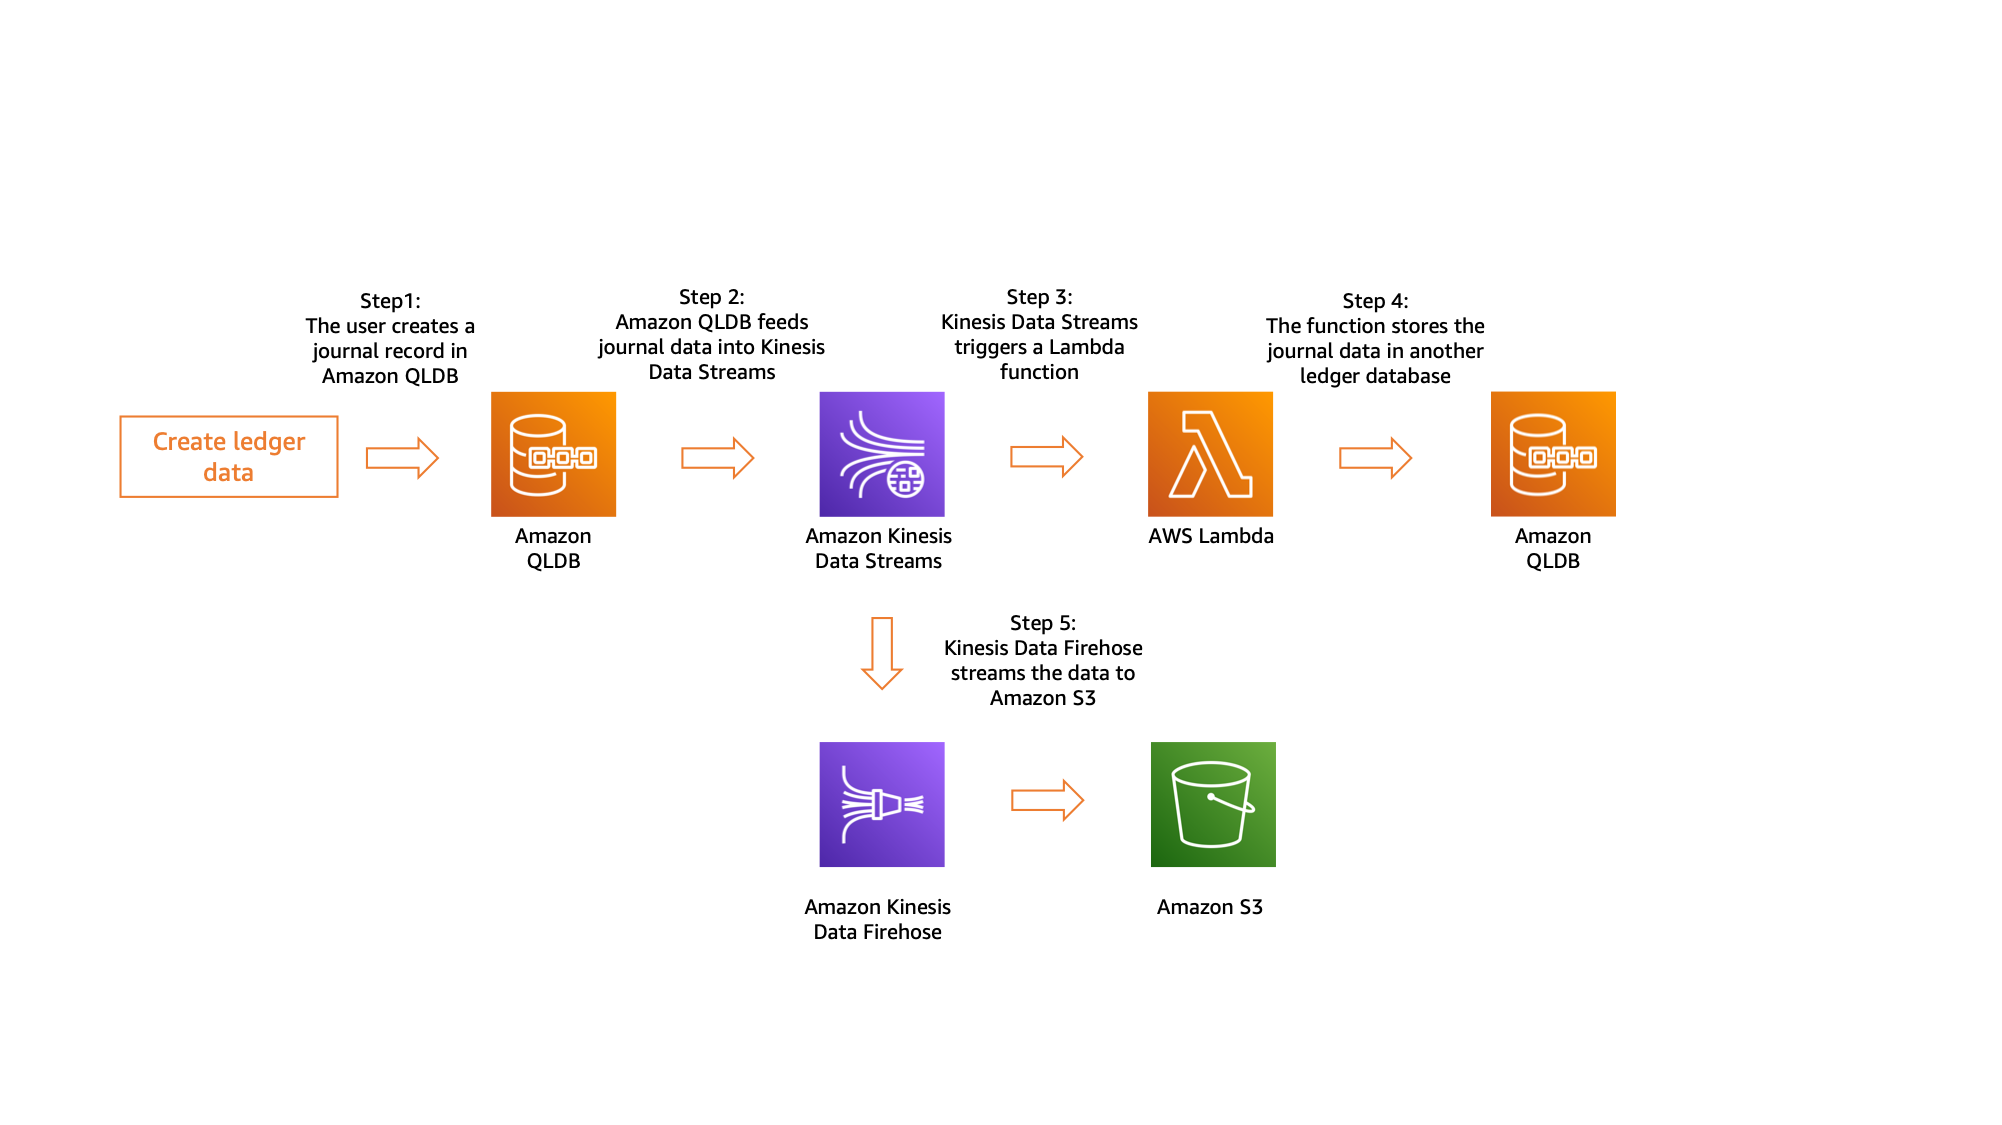 Step1:
The user creates a
journal record in
Amazon QLDB
Step 2:
Amazon QLDB feeds
journal data into Kinesis
Data Streams
Step 3:
Kinesis Data Streams
triggers a Lambda
function
Step 4:
The function stores the
journal data in another
ledger database
Create ledger
data
Amazon
QLDB
Amazon Kinesis
Data Streams
AWS Lambda
Amazon
QLDB
Step 5:
Kinesis Data Firehose
streams the data to
Amazon S3
Amazon Kinesis
Data Firehose
Amazon S3